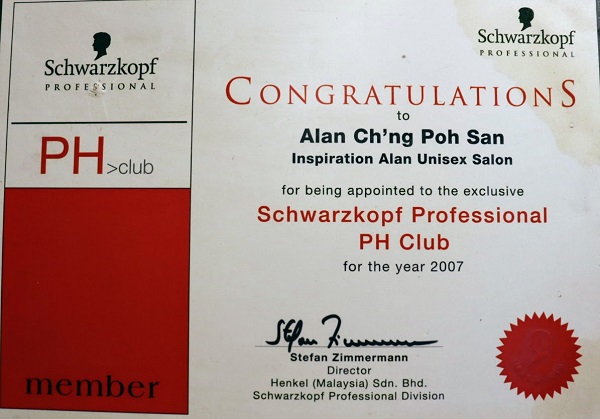 Schwarzkopf
PROFESSIONAL
PH>club
member
Schwarzkopf
PROFESSIONAL
CONGRATULATIONS
to
Alan Ch'ng Poh San
Inspiration Alan Unisex Salon
for being appointed to the exclusive
Schwarzkopf Professional
PH Club
for the year 2007
Stefan Zimmermann
Stefan Zimmermann
Director
Henkel (Malaysia) Sdn. Bhd.
Schwarzkopf Professional Division